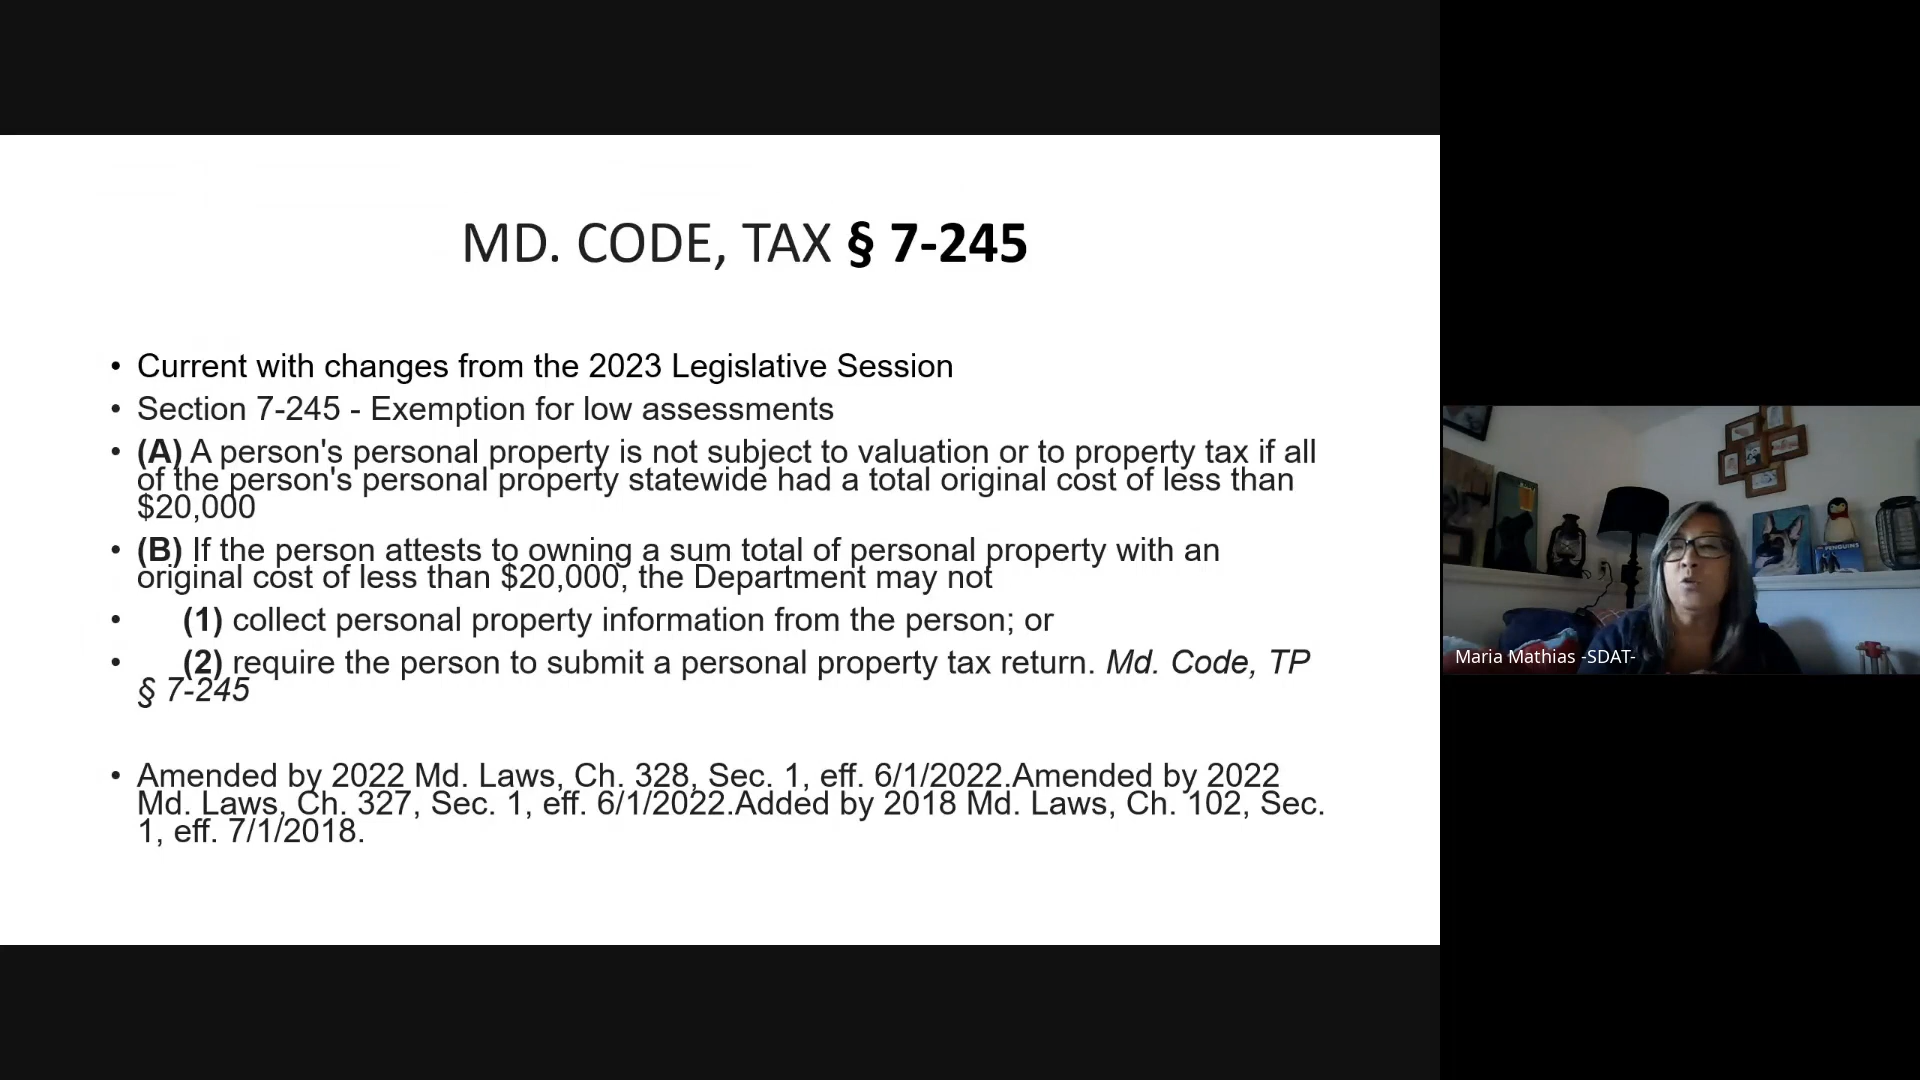 MD. CODE, TAX § 7-245
• Current with changes from the 2023 Legislative Session
• Section 7-245 - Exemption for low assessments
• (A) A person's personal property is not subject to valuation or to property tax if all
of the person's personal property statewide had a total original cost of less than
$20,000
• (B) If the person attests to owning a sum total of personal property with an
original cost of less than $20,000, the Department may not
• (1) collect personal property information from the person; or
• (2) require the person to submit a personal property tax return. Md. Code, TP
§ 7-245
• Amended by 2022 Md. Laws, Ch. 328, Sec. 1, eff. 6/1/2022.Amended by 2022
Md. Laws, Ch. 327, Sec. 1, eff. 6/1/2022.Added by 2018 Md. Laws, Ch. 102, Sec.
1, eff. 7/1/2018.
PENGUINS
Maria Mathias -SDAT-